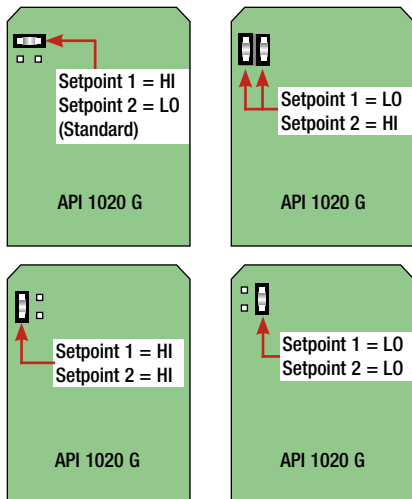 Setpoint 1 = HI
Setpoint 2 = LO
(Standard)
API 1020 G
Setpoint 1 = LO
Setpoint 2 = HI
API 1020 G
Setpoint 1 = HI
Setpoint 2 = HI
API 1020 G
Setpoint 1 = LO
Setpoint 2 = LO
API 1020 G